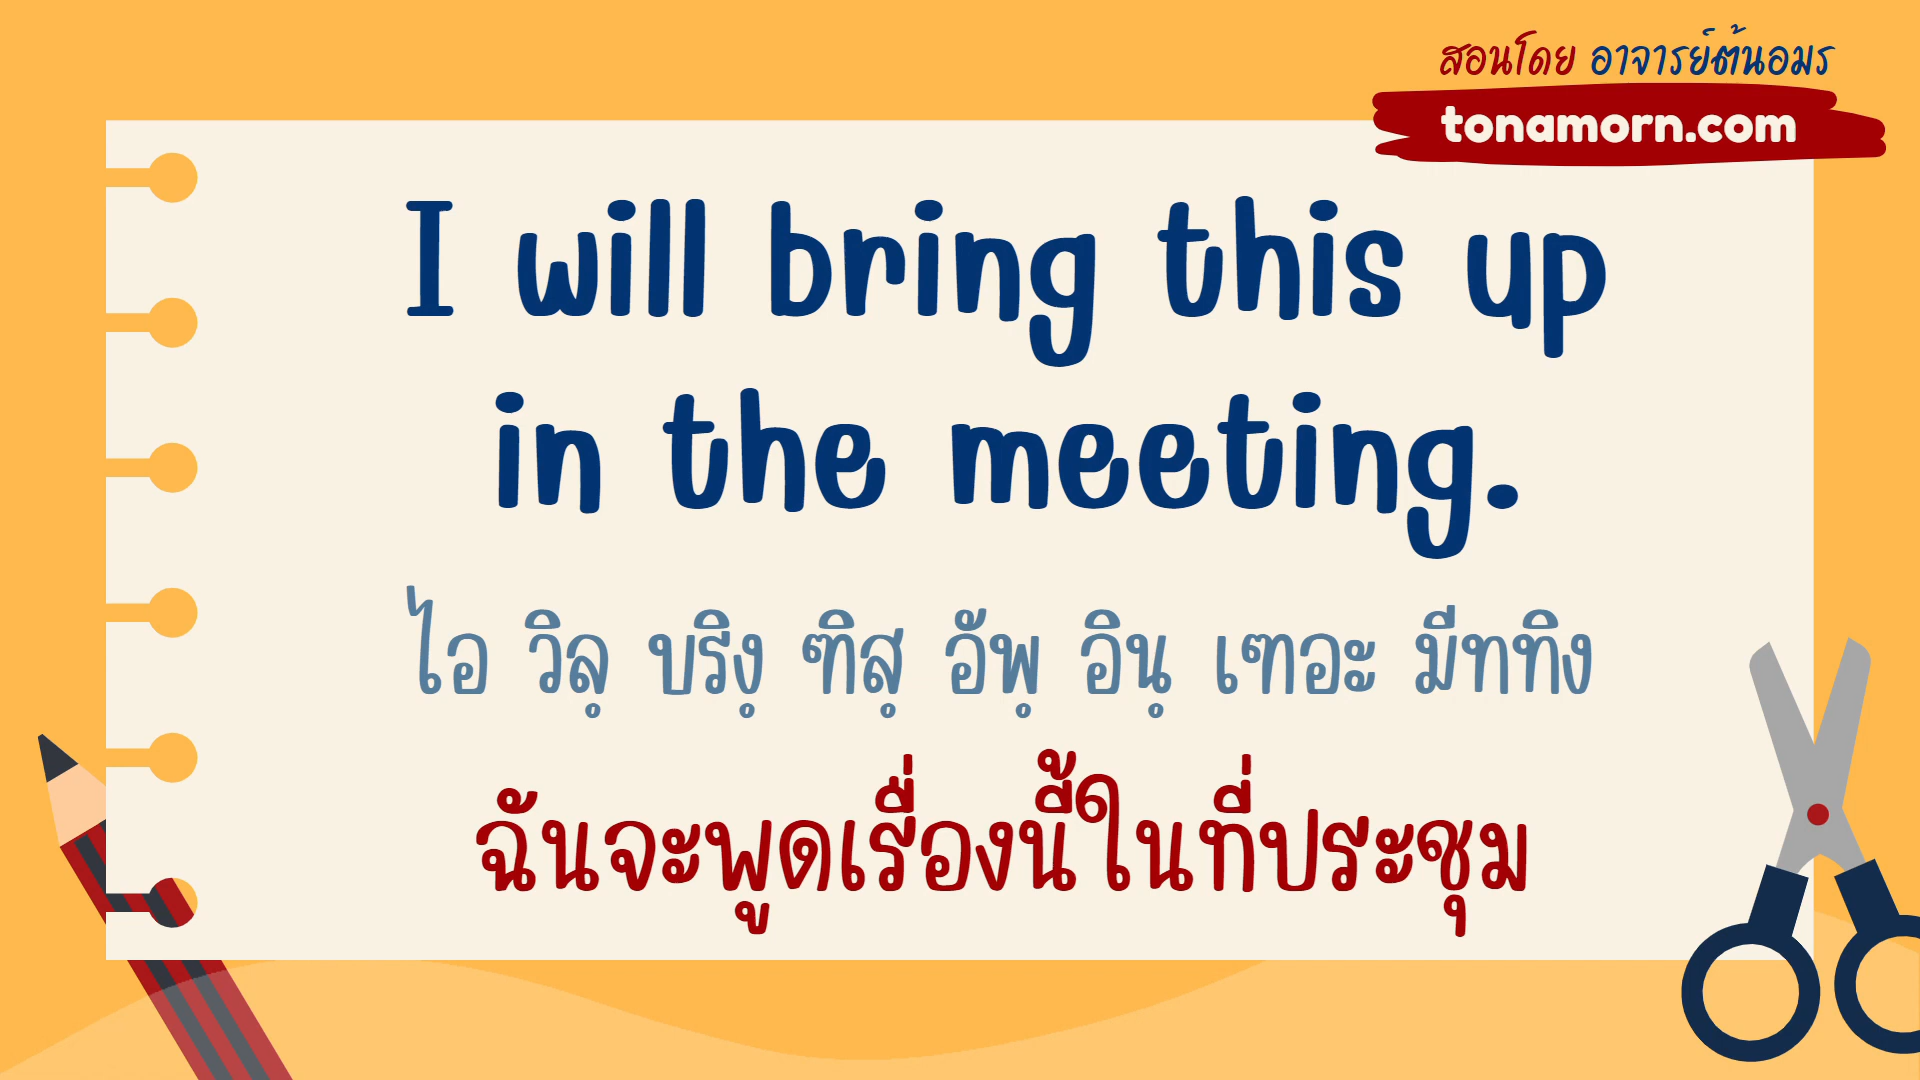 สอนโดย อาจารย์ต้นอมร
tonamorn.com
I will bring this up
in the meeting.
ไอ วิลฺ บริงฺ ฑิสฺ อัพฺ อินฺ เฑอะ มีททิง
ฉันจะพูดเรื่องนี้ในที่ประชุม